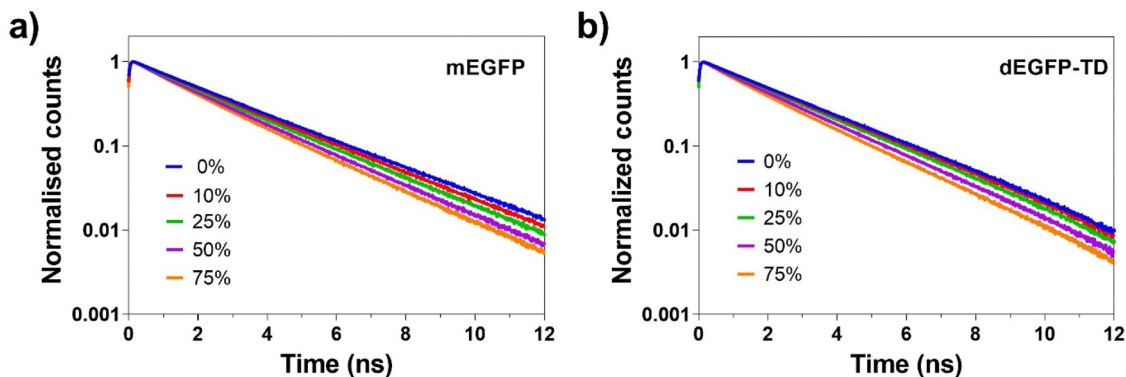 a)
mEGFP
Normalised counts
1
0.1
0.01
0.001
0%
10%
25%
50%
75%
0 2 4 6 8 10 12
Time (ns)
b)
dEGFP-TD
Normalized counts
1
0.1
0.01
0.001
0%
10%
25%
50%
75%
0 2 4 6 8 10 12
Time (ns)